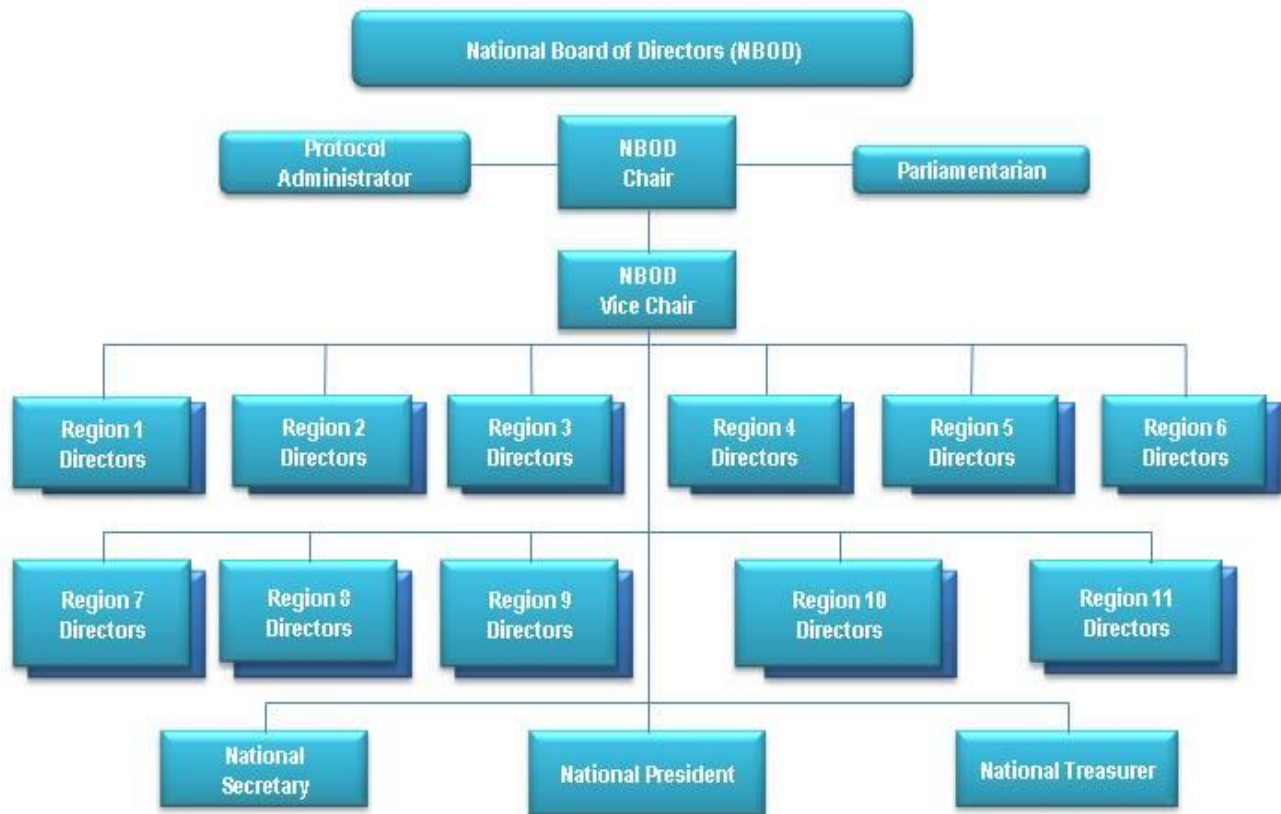 National Board of Directors (NBOD)
Protocol
Administrator
NBOD
Chair
Parliamentarian
NBOD
Vice Chair
Region 1
Directors
Region 2
Directors
Region 3
Directors
Region 4
Directors
Region 5
Directors
Region 6
Directors
Region 7
Directors
Region 8
Directors
Region 9
Directors
Region 10
Directors
Region 11
Directors
National
Secretary
National President
National Treasurer